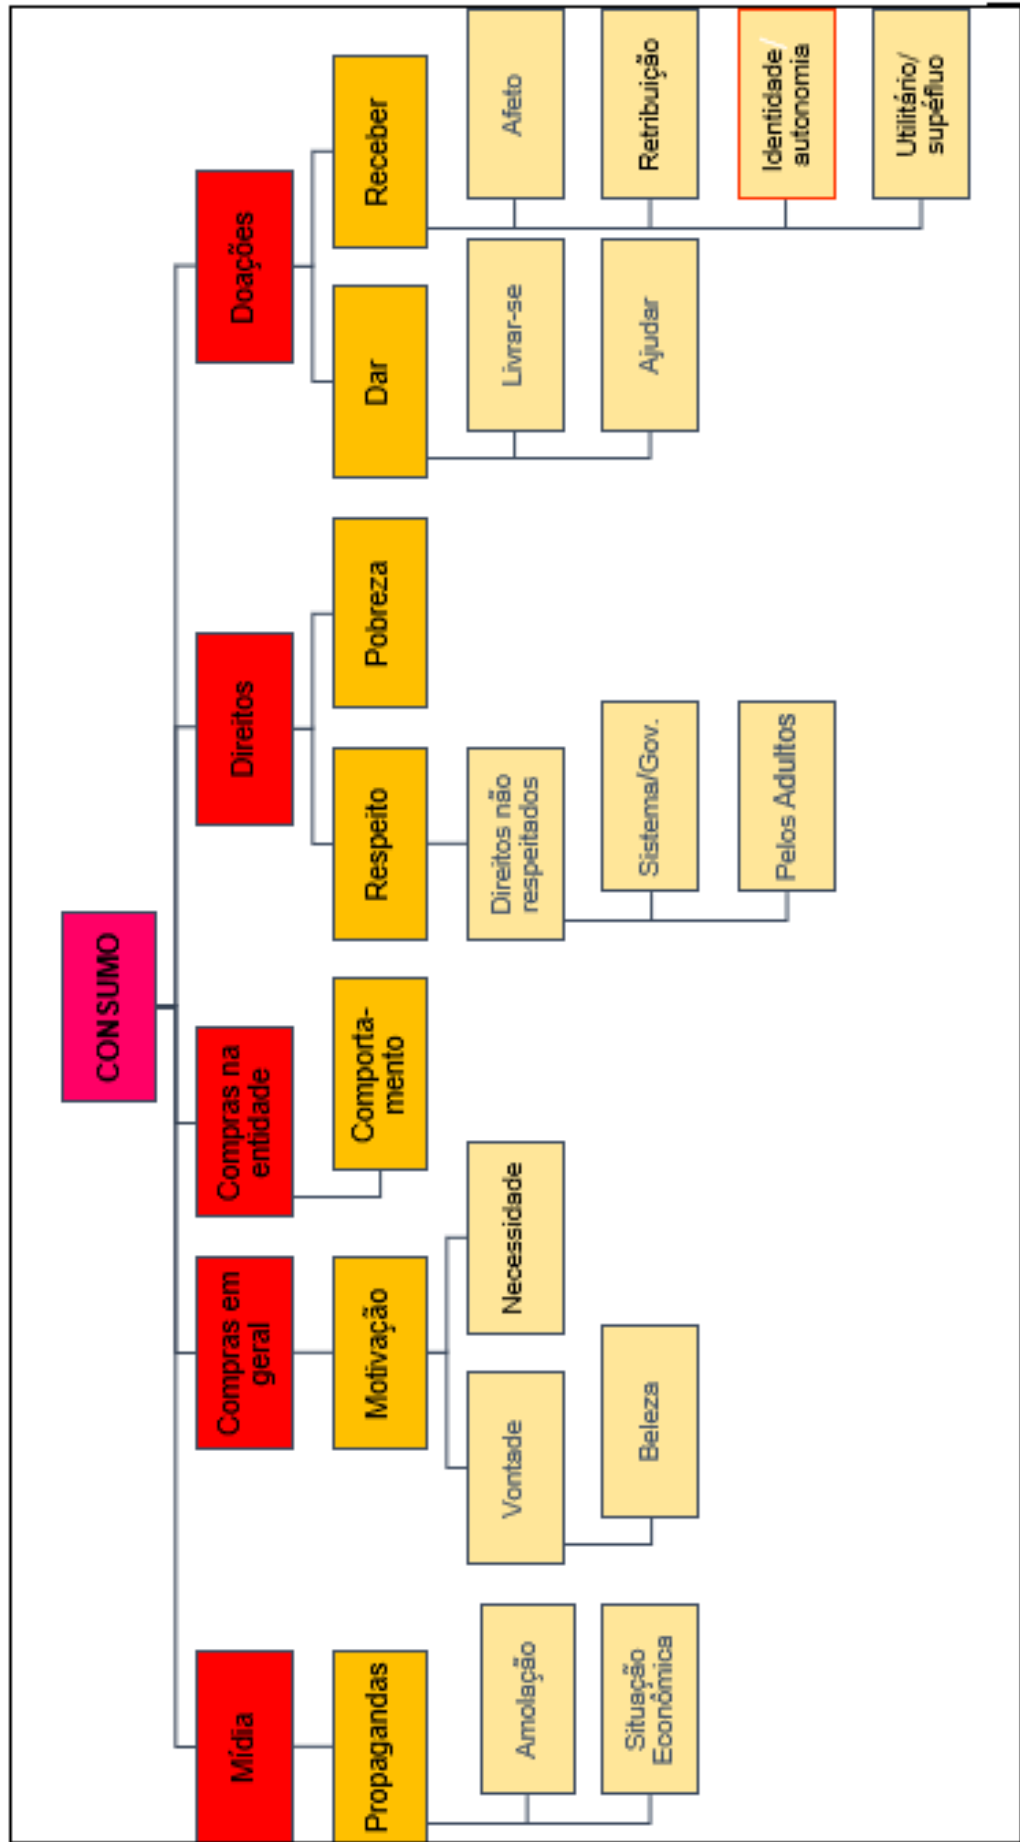 CONSUMO
Mídia
Compras em
geral
Compras na
entidade
Direitos
Doações
Propagandas
Motivação
Comporta-
mento
Respeito
Pobreza
Dar
Receber
Amolação
Vontade
Necessidade
Direitos não
respeitados
Livrar-se
Afeto
Situação
Econômica
Beleza
Sistema/Gov.
Ajudar
Retribuição
Pelos Adultos
Identidade/
autonomia
Utilitário/
supéfluo